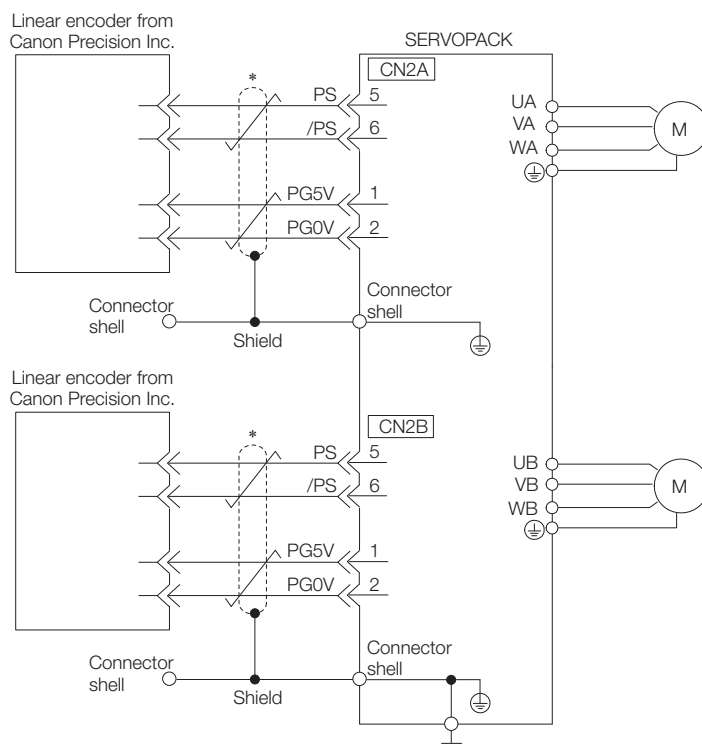 Linear encoder from
Canon Precision Inc.
SERVOPACK
CN2A
*
PS
5
/PS
6
PG5V
1
PG0V
2
UA
VA
WA
M
Connector
shell
Shield
Connector
shell
Linear encoder from
Canon Precision Inc.
CN2B
*
PS
5
/PS
6
PG5V
1
PG0V
2
UB
VB
WB
M
Connector
shell
Shield
Connector
shell